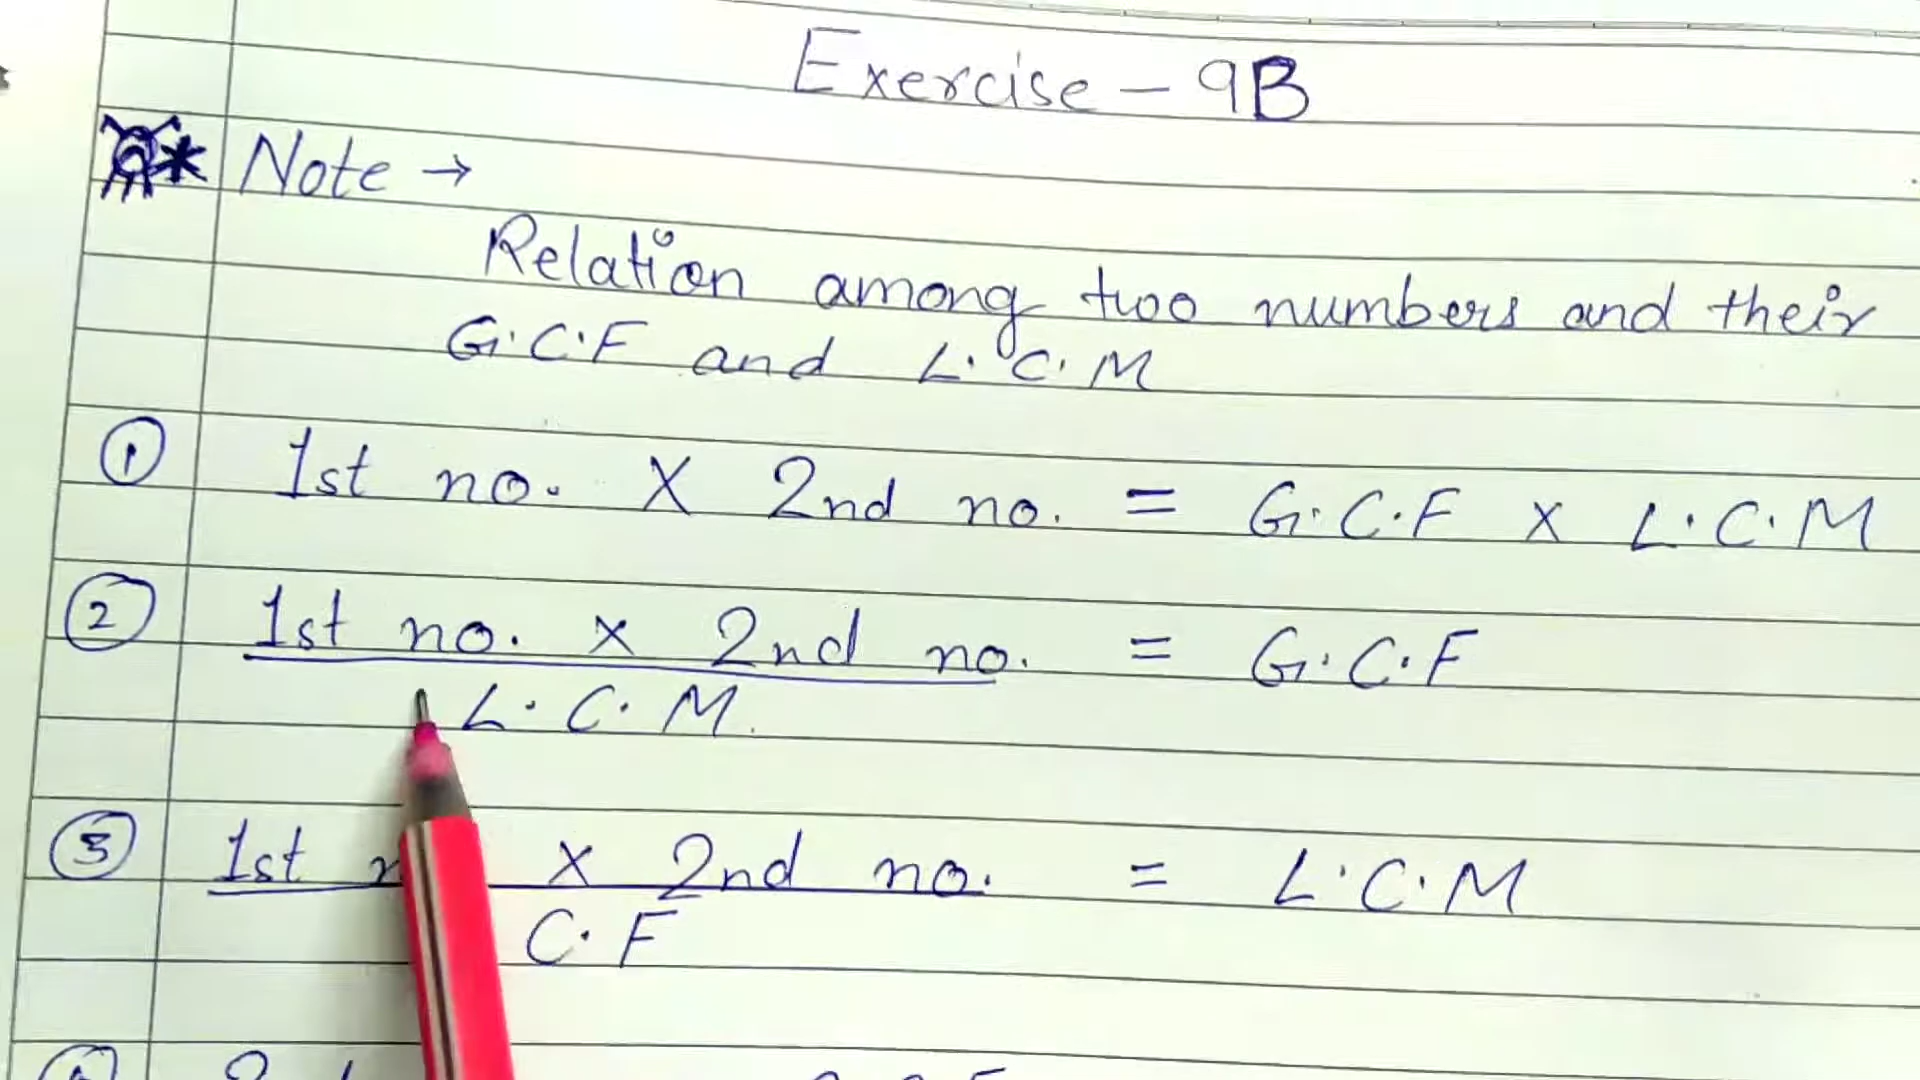 Exercise - 9B
* Note →
Relation among two numbers and their
G.C.F and L.C.M
① 1st no. X 2nd no. = G.C.F X L.C.M
② 1st no. X 2nd no. = G.C.F
L.C.M.
③ 1st X 2nd no. = L.C.M
C.F